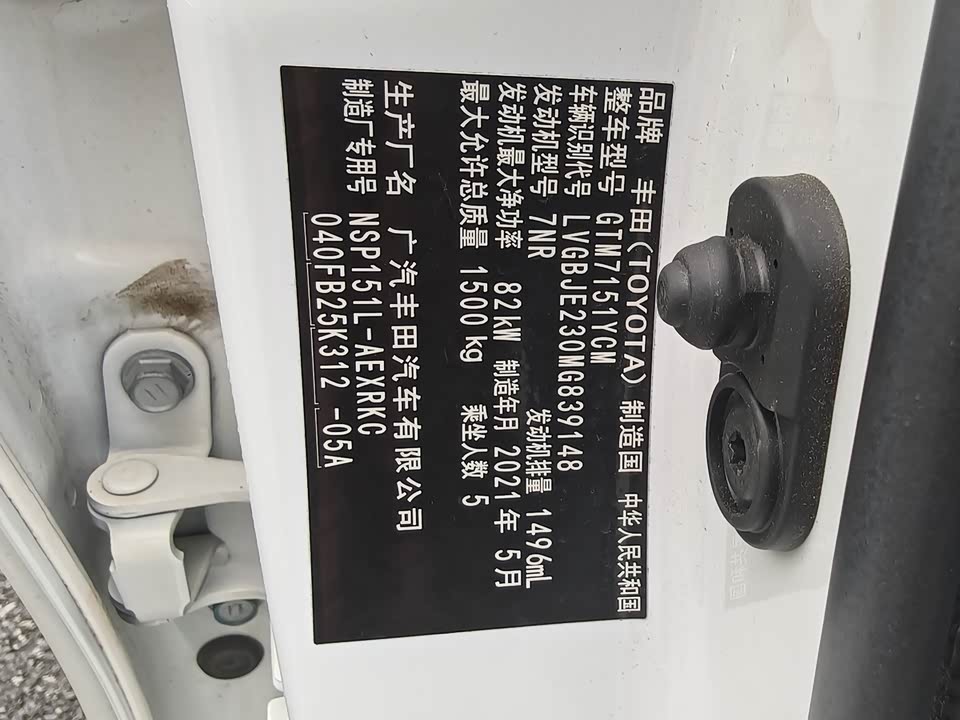 品牌 丰田(TOYOTA) 制造国 中华人民共和国
整车型号 GTM7151YGM
车辆识别代号 LVGBJE230MG839148
发动机型号 7NR 发动机排量 1496mL
发动机最大净功率 82kW 制造年月 2021年 5月
最大允许总质量 1500kg 乘坐人数 5
生产厂名 广汽丰田汽车有限公司
制造厂专用号 NSP151L-AEXRKC
040FB25K312 -05A